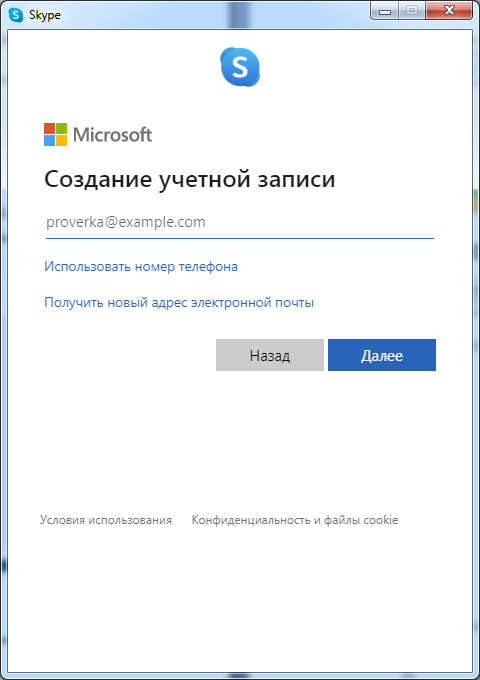 Skype
S
Microsoft
Создание учетной записи
proverka@example.com
Использовать номер телефона
Получить новый адрес электронной почты
Назад Далее
Условия использования Конфиденциальность и файлы cookie